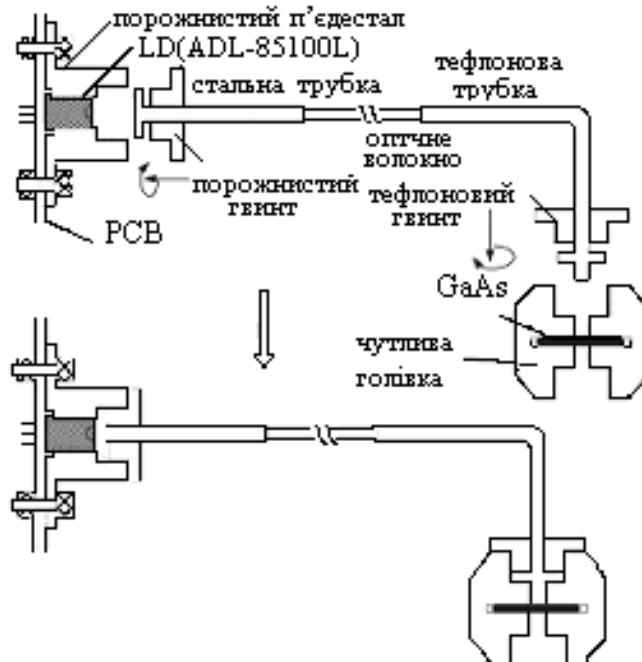 порожнистий п’єдестал
LD(ADL-85100L)
стальна трубка
тефлонова
трубка
оптчне
волокно
порожнистий
гвинт
тефлоновий
гвинт
PCB
GaAs
чутлива
голівка